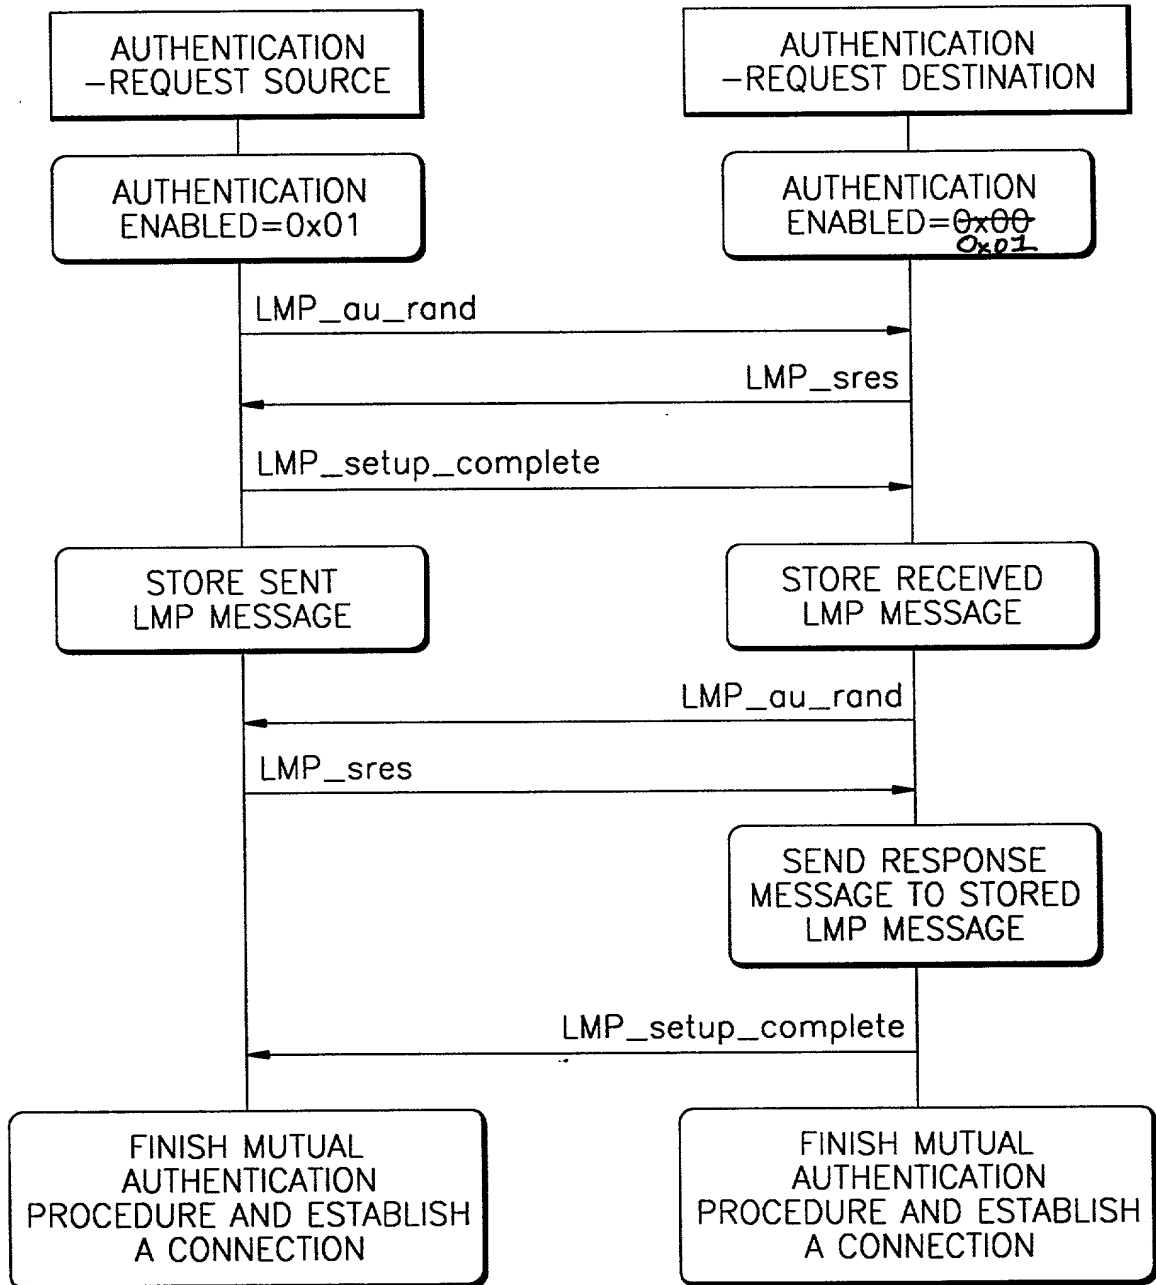 AUTHENTICATION
-REQUEST SOURCE
AUTHENTICATION
-REQUEST DESTINATION
AUTHENTICATION
ENABLED=0x01
AUTHENTICATION
ENABLED=0x00
0x01
LMP_au_rand
LMP_sres
LMP_setup_complete
STORE SENT
LMP MESSAGE
STORE RECEIVED
LMP MESSAGE
LMP_au_rand
LMP_sres
SEND RESPONSE
MESSAGE TO STORED
LMP MESSAGE
LMP_setup_complete
FINISH MUTUAL
AUTHENTICATION
PROCEDURE AND ESTABLISH
A CONNECTION
FINISH MUTUAL
AUTHENTICATION
PROCEDURE AND ESTABLISH
A CONNECTION